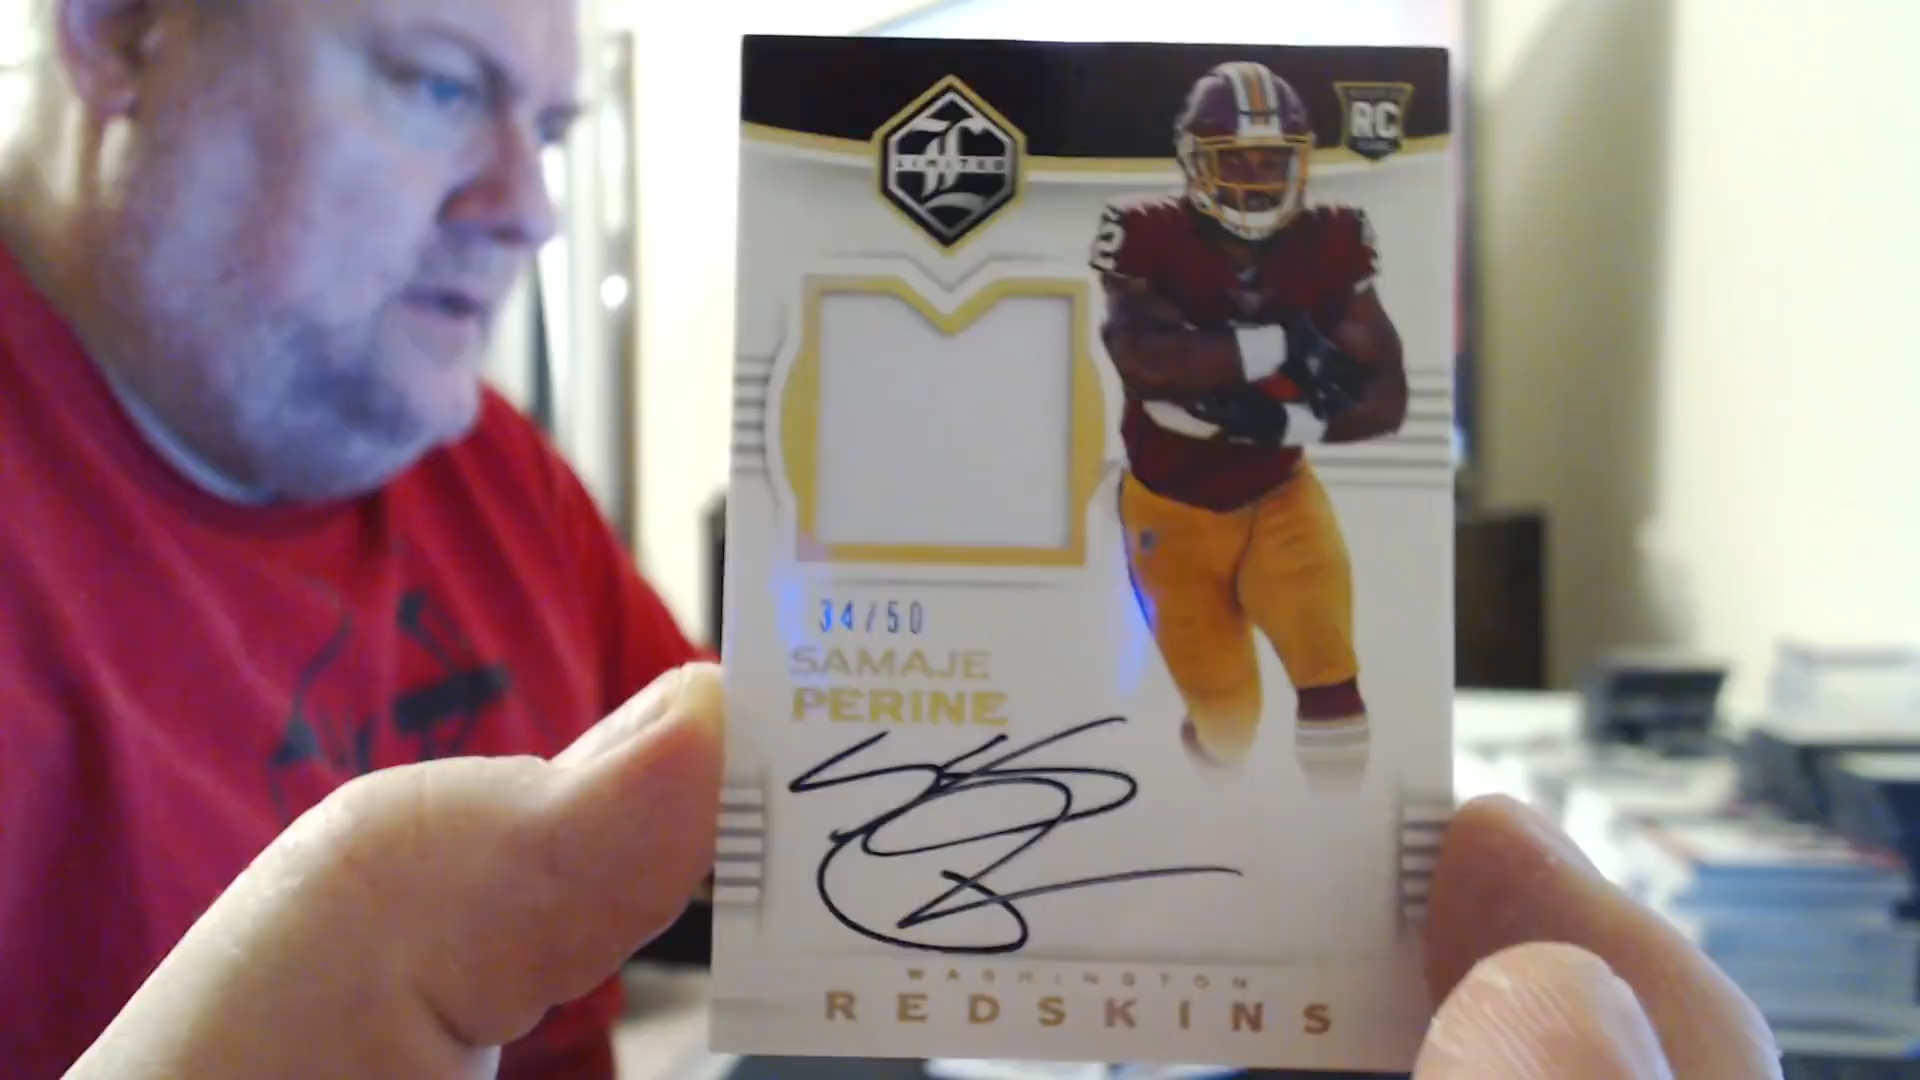 LIMITED
RC
34/50
SAMAJE
PERINE
WASHINGTON
REDSKINS